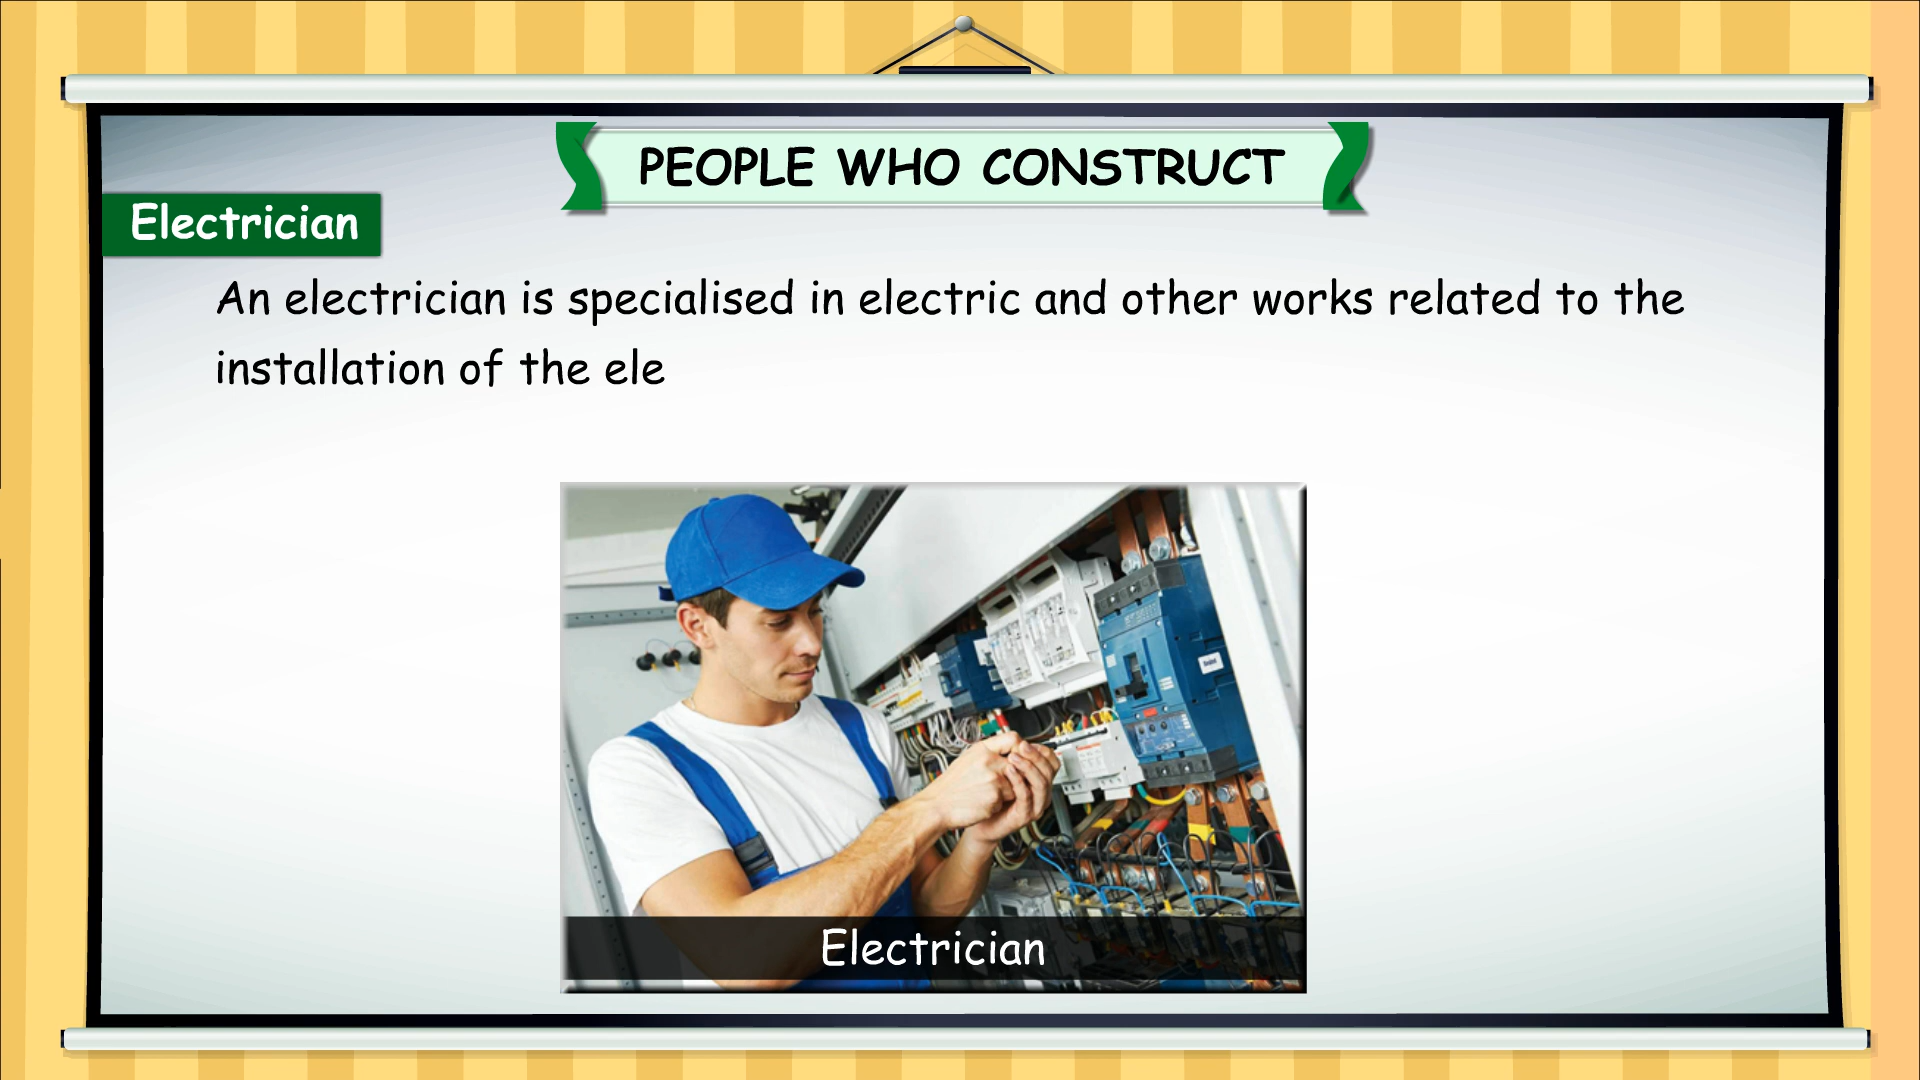 PEOPLE WHO CONSTRUCT
Electrician
An electrician is specialised in electric and other works related to the
installation of the ele
Electrician